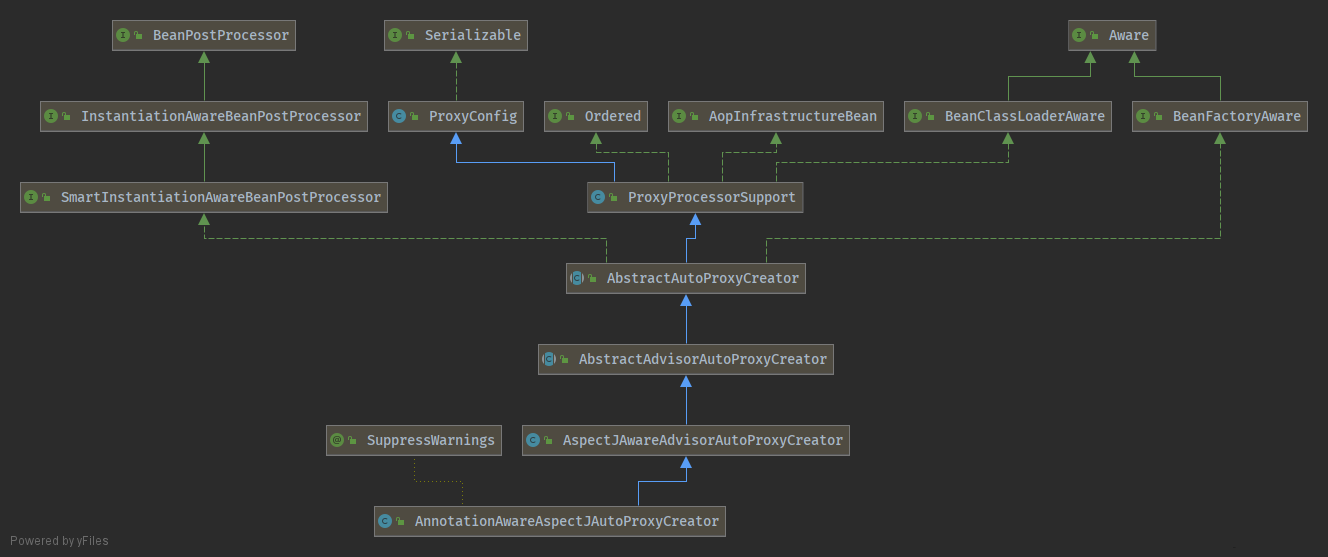 BeanPostProcessor
Serializable
Aware
InstantiationAwareBeanPostProcessor
ProxyConfig
Ordered
AopInfrastructureBean
BeanClassLoaderAware
BeanFactoryAware
SmartInstantiationAwareBeanPostProcessor
ProxyProcessorSupport
AbstractAutoProxyCreator
AbstractAdvisorAutoProxyCreator
SuppressWarnings
AspectJAwareAdvisorAutoProxyCreator
AnnotationAwareAspectJAutoProxyCreator
Powered by yFiles